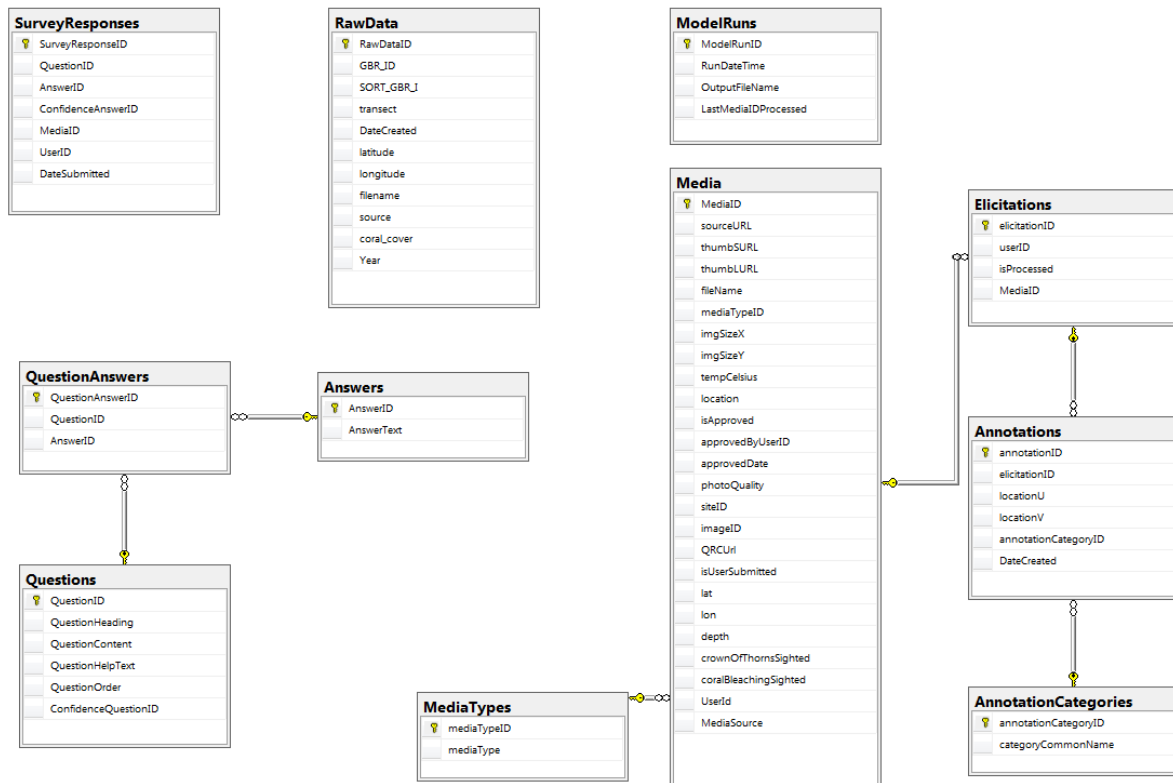 SurveyResponses
SurveyResponseID
QuestionID
AnswerID
ConfidenceAnswerID
MediaID
UserID
DateSubmitted
RawData
RawDataID
GBR_ID
SORT_GBR_I
transect
DateCreated
latitude
longitude
filename
source
coral_cover
Year
ModelRuns
ModelRunID
RunDateTime
OutputFileName
LastMediaIDProcessed
Media
MediaID
sourceURL
thumbSURL
thumbLURL
fileName
mediaTypeID
imgSizeX
imgSizeY
tempCelsius
location
isApproved
approvedByUserID
approvedDate
photoQuality
siteID
imageID
QRCUrl
isUserSubmitted
lat
lon
depth
crownOfThornsSighted
coralBleachingSighted
UserId
MediaSource
Elicitations
elicitationID
userID
isProcessed
MediaID
QuestionAnswers
QuestionAnswerID
QuestionID
AnswerID
Answers
AnswerID
AnswerText
Annotations
annotationID
elicitationID
locationU
locationV
annotationCategoryID
DateCreated
Questions
QuestionID
QuestionHeading
QuestionContent
QuestionHelpText
QuestionOrder
ConfidenceQuestionID
MediaTypes
mediaTypeID
mediaType
AnnotationCategories
annotationCategoryID
categoryCommonName